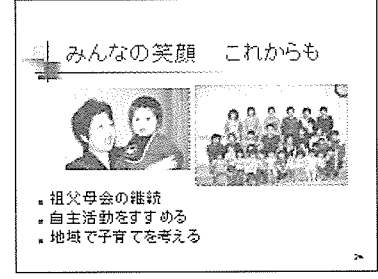 みんなの笑顔　これからも
祖父母会の継続
自主活動をすすめる
地域で子育てを考える